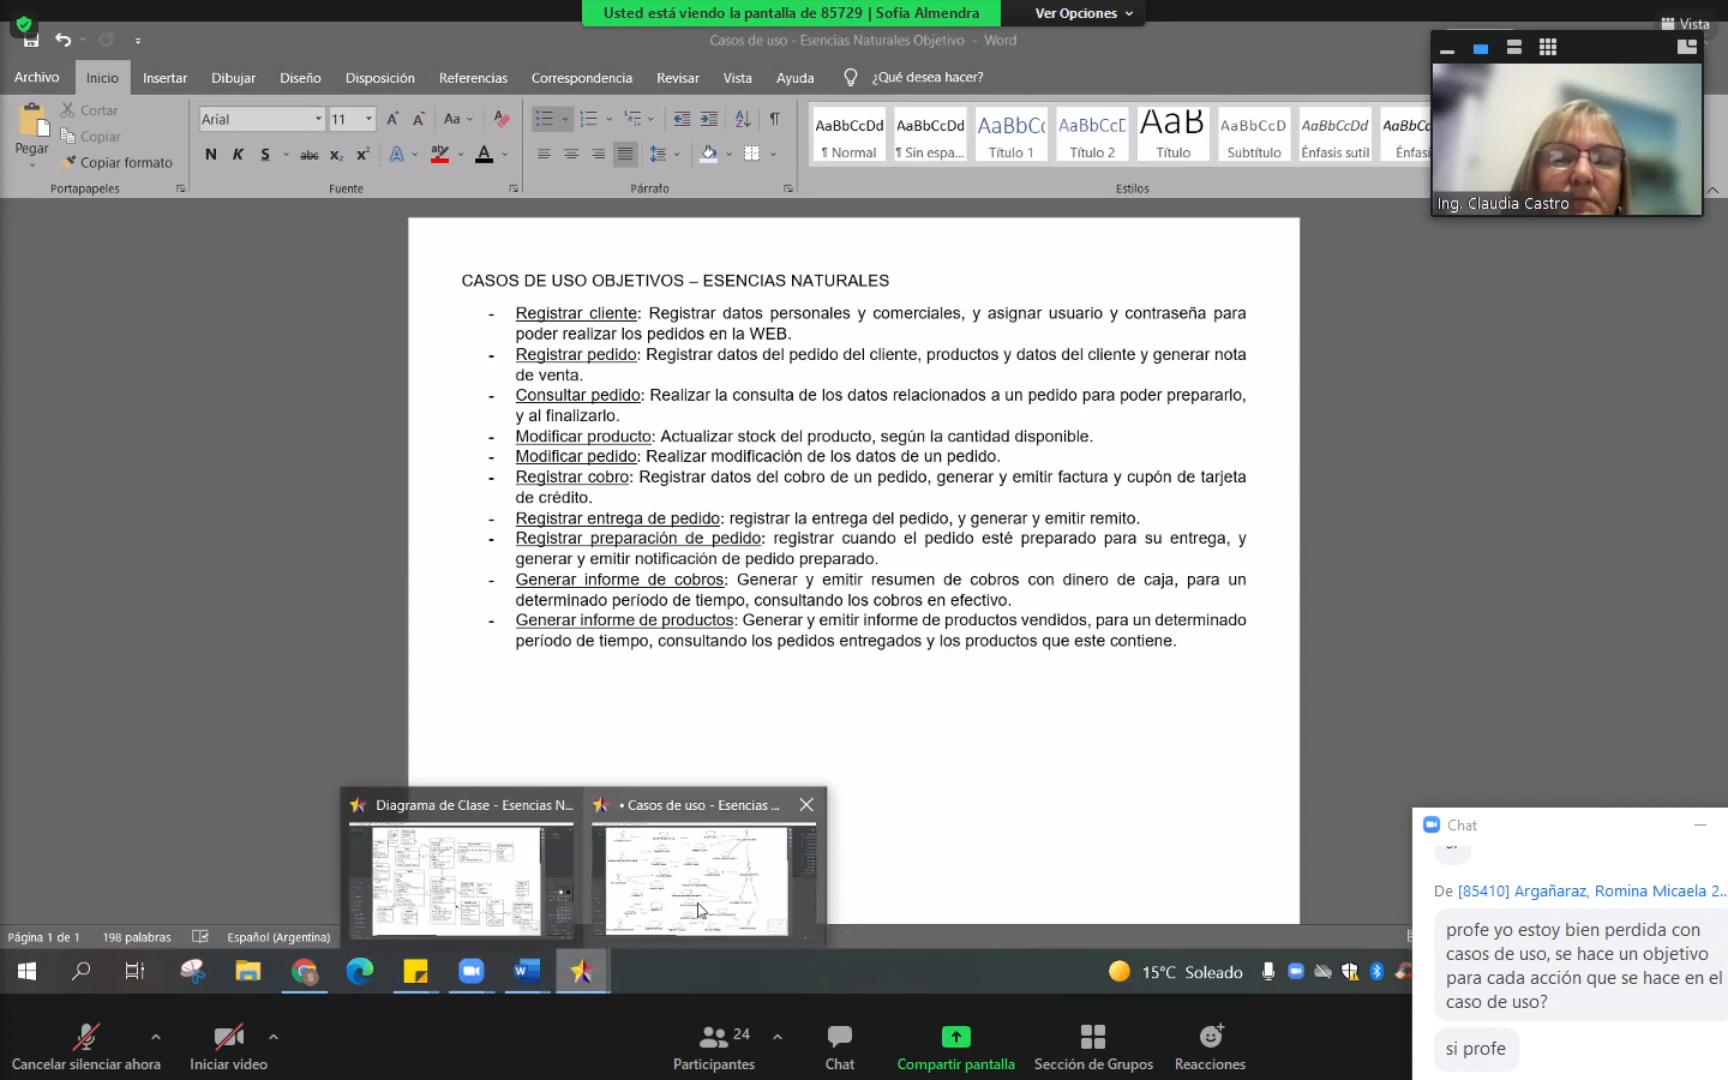 Usted está viendo la pantalla de 85729 | Sofia Almendra
Ver Opciones
Vista
Casos de uso - Esencias Naturales Objetivo - Word
Archivo
Inicio
Insertar
Dibujar
Diseño
Disposición
Referencias
Correspondencia
Revisar
Vista
Ayuda
¿Qué desea hacer?
Pegar
Cortar
Copiar
Copiar formato
Portapapeles
Arial
11
Aa
N K S abc x₂ x²
A
Fuente
Párrafo
AaBbCcDd
¶ Normal
AaBbCcDd
¶ Sin espa...
AaBbC
Título 1
AaBbCc
Título 2
AaB
Título
AaBbCcD
Subtítulo
AaBbCcDd
Énfasis sutil
AaBbCc
Énfasi
Estilos
Ing. Claudia Castro
CASOS DE USO OBJETIVOS – ESENCIAS NATURALES
- Registrar cliente: Registrar datos personales y comerciales, y asignar usuario y contraseña para
poder realizar los pedidos en la WEB.
- Registrar pedido: Registrar datos del pedido del cliente, productos y datos del cliente y generar nota
de venta.
- Consultar pedido: Realizar la consulta de los datos relacionados a un pedido para poder prepararlo,
y al finalizarlo.
- Modificar producto: Actualizar stock del producto, según la cantidad disponible.
- Modificar pedido: Realizar modificación de los datos de un pedido.
- Registrar cobro: Registrar datos del cobro de un pedido, generar y emitir factura y cupón de tarjeta
de crédito.
- Registrar entrega de pedido: registrar la entrega del pedido, y generar y emitir remito.
- Registrar preparación de pedido: registrar cuando el pedido esté preparado para su entrega, y
generar y emitir notificación de pedido preparado.
- Generar informe de cobros: Generar y emitir resumen de cobros con dinero de caja, para un
determinado período de tiempo, consultando los cobros en efectivo.
- Generar informe de productos: Generar y emitir informe de productos vendidos, para un determinado
período de tiempo, consultando los pedidos entregados y los productos que este contiene.
Diagrama de Clase - Esencias N...
• Casos de uso - Esencias ...
Página 1 de 1
198 palabras
Español (Argentina)
15°C Soleado
Chat
De [85410] Argañaraz, Romina Micaela 2...
profe yo estoy bien perdida con
casos de uso, se hace un objetivo
para cada acción que se hace en el
caso de uso?
si profe
Cancelar silenciar ahora
Iniciar video
24
Participantes
Chat
Compartir pantalla
Sección de Grupos
Reacciones